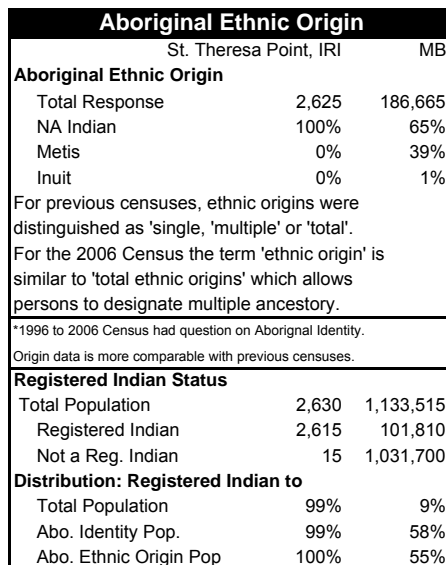 Aboriginal Ethnic Origin
St. Theresa Point, IRI MB
Aboriginal Ethnic Origin
Total Response 2,625 186,665
NA Indian 100% 65%
Metis 0% 39%
Inuit 0% 1%
For previous censuses, ethnic origins were
distinguished as 'single, 'multiple' or 'total'.
For the 2006 Census the term 'ethnic origin' is
similar to 'total ethnic origins' which allows
persons to designate multiple ancestory.
*1996 to 2006 Census had question on Aborignal Identity.
Origin data is more comparable with previous censuses.
Registered Indian Status
Total Population 2,630 1,133,515
Registered Indian 2,615 101,810
Not a Reg. Indian 15 1,031,700
Distribution: Registered Indian to
Total Population 99% 9%
Abo. Identity Pop. 99% 58%
Abo. Ethnic Origin Pop 100% 55%